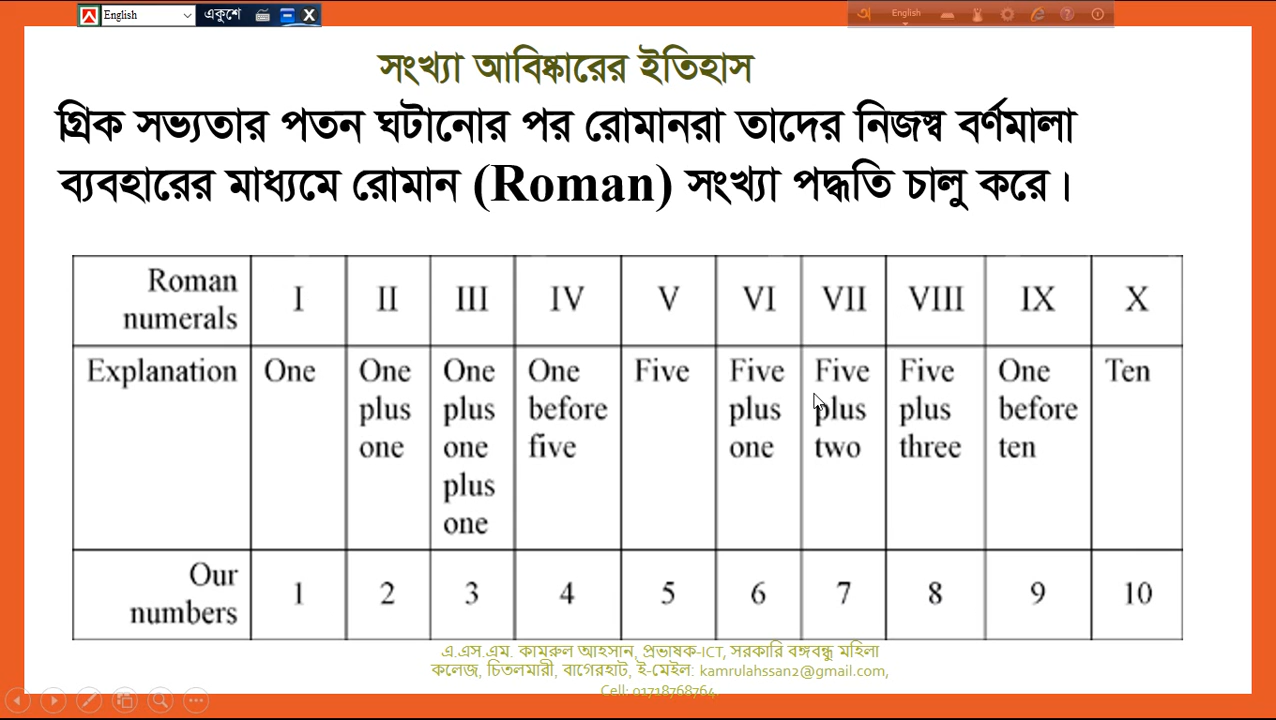 English একুশে
English
সংখ্যা আবিষ্কারের ইতিহাস
গ্রিক সভ্যতার পতন ঘটানোর পর রোমানরা তাদের নিজস্ব বর্ণমালা
ব্যবহারের মাধ্যমে রোমান (Roman) সংখ্যা পদ্ধতি চালু করে।
Roman numerals I II III IV V VI VII VIII IX X
Explanation One One plus one One plus one plus one One before five Five Five plus one Five plus two Five plus three One before ten Ten
Our numbers 1 2 3 4 5 6 7 8 9 10
এ.এস.এম. কামরুল আহসান, প্রভাষক-ICT, সরকারি বঙ্গবন্ধু মহিলা
কলেজ, চিতলমারী, বাগেরহাট, ই-মেইল: kamrulahssan2@gmail.com,
Cell: 01718768764.